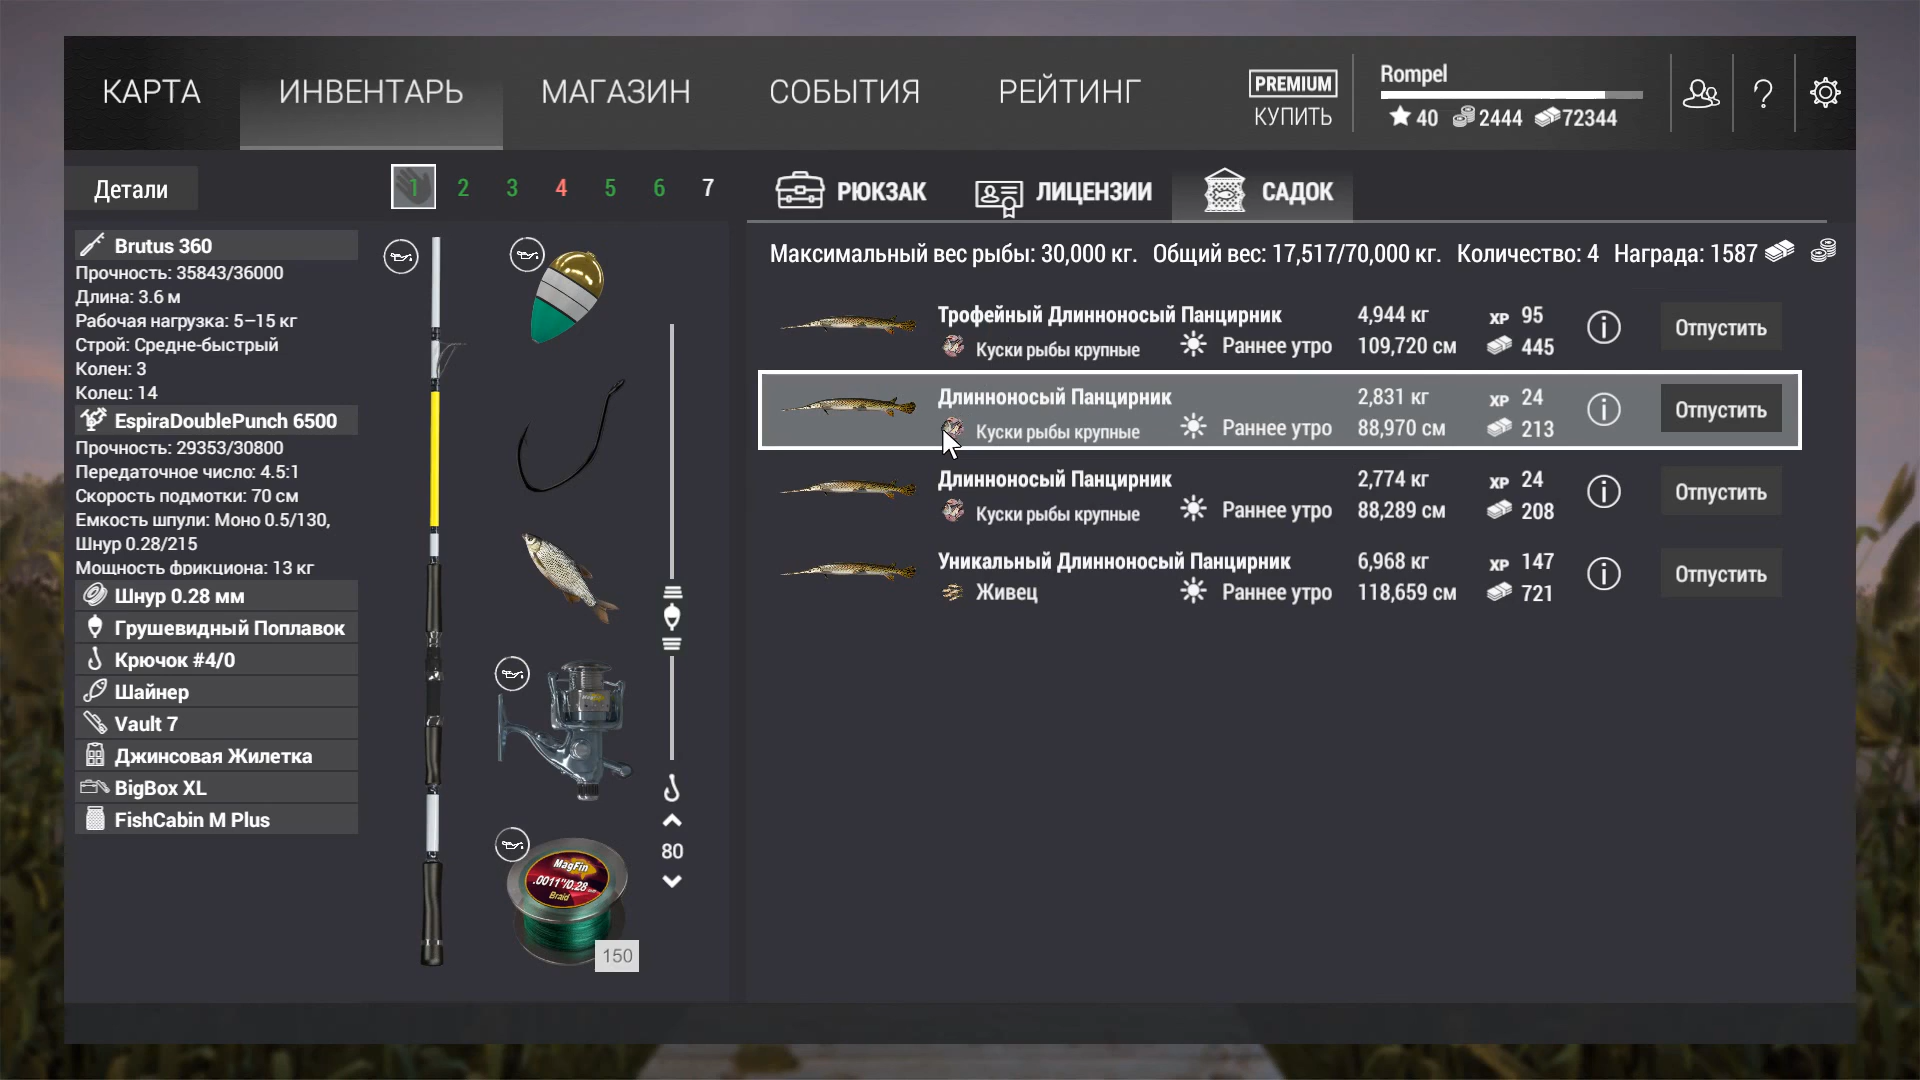 КАРТА
ИНВЕНТАРЬ
МАГАЗИН
СОБЫТИЯ
РЕЙТИНГ
PREMIUM
КУПИТЬ
Rompel
40 2444 72344
?
Детали
1 2 3 4 5 6 7
РЮКЗАК
ЛИЦЕНЗИИ
САДОК
Brutus 360
Прочность: 35843/36000
Длина: 3.6 м
Рабочая нагрузка: 5–15 кг
Строй: Средне-быстрый
Колен: 3
Колец: 14
EspiraDoublePunch 6500
Прочность: 29353/30800
Передаточное число: 4.5:1
Скорость подмотки: 70 см
Емкость шпули: Моно 0.5/130,
Шнур 0.28/215
Мощность фрикциона: 13 кг
Шнур 0.28 мм
Грушевидный Поплавок
Крючок #4/0
Шайнер
Vault 7
Джинсовая Жилетка
BigBox XL
FishCabin M Plus
MagFin
.0011"/0.28
Braid
150
80
Максимальный вес рыбы: 30,000 кг. Общий вес: 17,517/70,000 кг. Количество: 4 Награда: 1587
Трофейный Длинноносый Панцирник 4,944 кг XP 95
Куски рыбы крупные Раннее утро 109,720 см 445
Отпустить
Длинноносый Панцирник 2,831 кг XP 24
Куски рыбы крупные Раннее утро 88,970 см 213
Отпустить
Длинноносый Панцирник 2,774 кг XP 24
Куски рыбы крупные Раннее утро 88,289 см 208
Отпустить
Уникальный Длинноносый Панцирник 6,968 кг XP 147
Живец Раннее утро 118,659 см 721
Отпустить